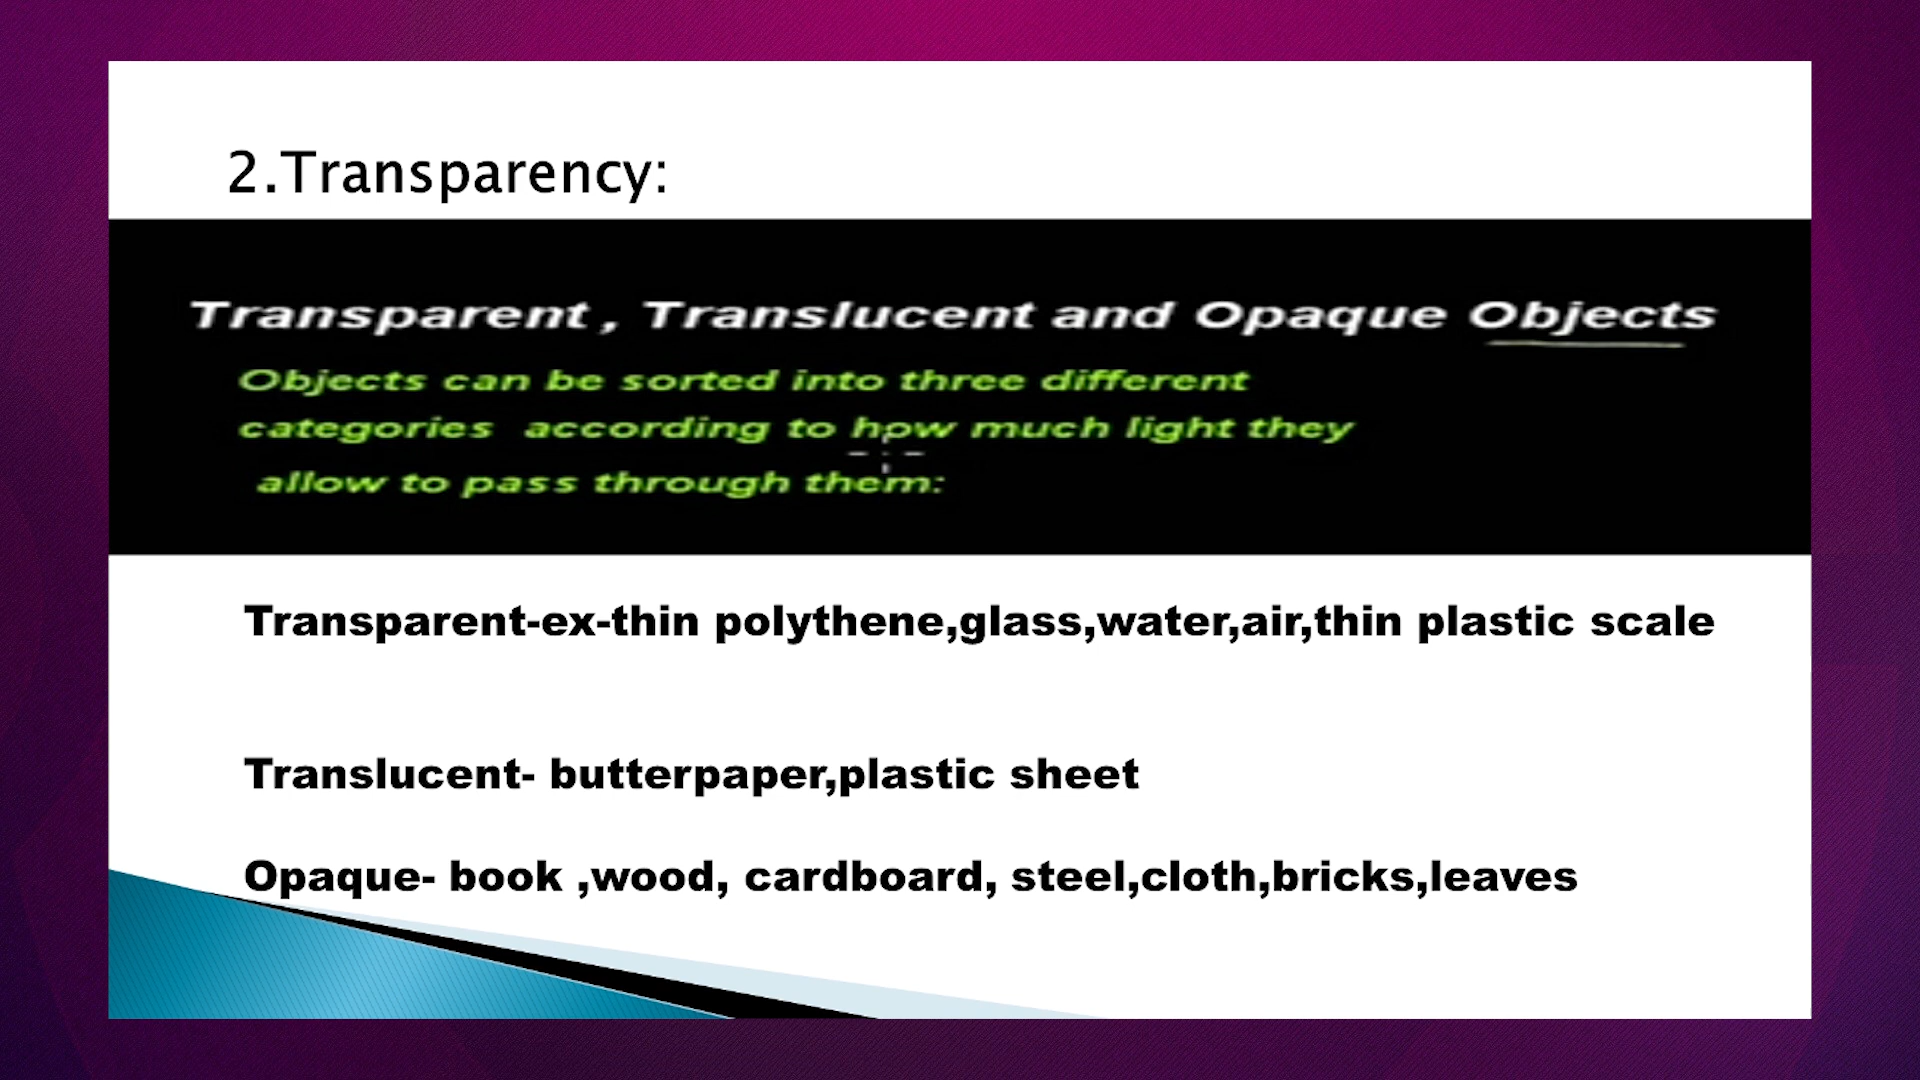 2.Transparency:
Transparent , Translucent and Opaque Objects
Objects can be sorted into three different
categories according to how much light they
allow to pass through them:
Transparent-ex-thin polythene,glass,water,air,thin plastic scale
Translucent- butterpaper,plastic sheet
Opaque- book ,wood, cardboard, steel,cloth,bricks,leaves